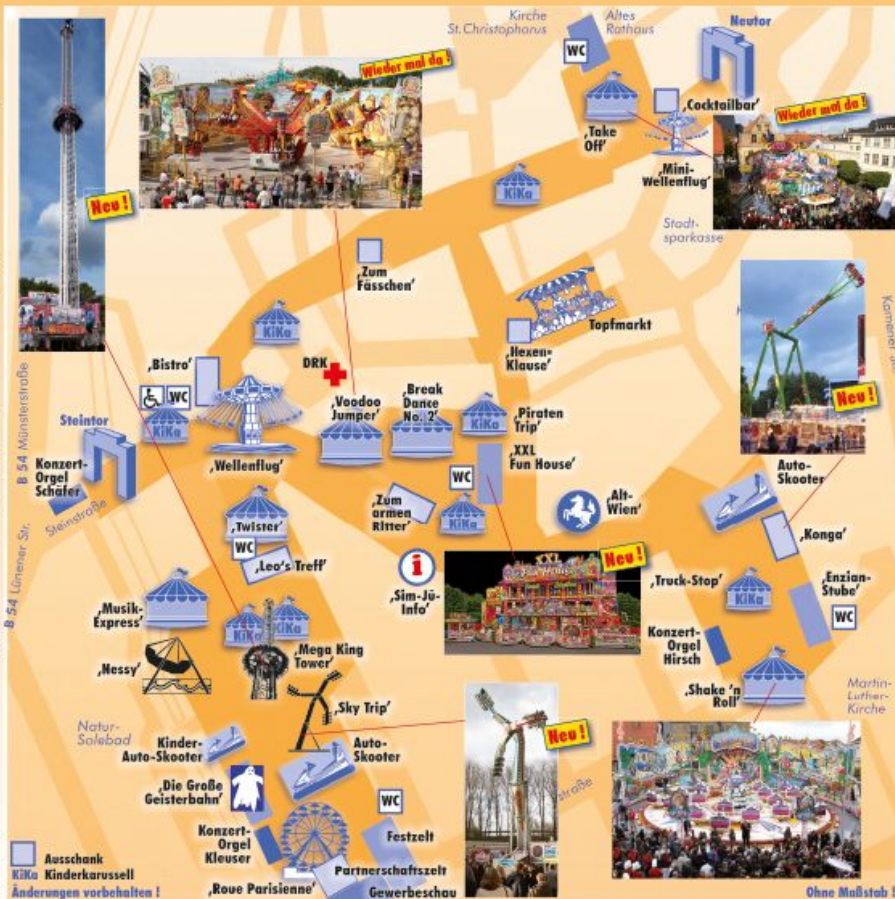 Kirche
St. Christophorus
Altes
Rathaus
Neutor
WC
Wieder mal da !
‚Cocktailbar'
Wieder mal da !
‚Take
Off'
‚Mini-
Wellenflug'
Neu !
KiKa
Stadt-
sparkasse
‚Zum
Fässchen'
KiKa
Topfmarkt
‚Hexen-
Klause'
‚Bistro'
DRK
B 54 Münsterstraße
WC
‚Voodoo
Jumper'
‚Break
Dance
No. 2'
‚Piraten
Trip'
KiKa
Neu !
Steintor
KiKa
‚Wellenflug'
‚XXL
Fun House'
Auto-
Skooter
Konzert-
Orgel
Schäfer
WC
Steinstraße
‚Zum
armen
Ritter'
KiKa
‚Alt-
Wien'
‚Twister'
‚Konga'
WC
‚Leo's Treff'
Neu !
B 54 Lünener Str.
XXL
Fun House
‚Sim-Jü-
Info'
‚Truck-Stop'
KiKa
‚Enzian-
Stube'
WC
‚Musik-
Express'
KiKa
KiKa
Konzert-
Orgel
Hirsch
‚Mega King
Tower'
‚Nessy'
‚Shake 'n
Roll'
Martin-
Luther-
Kirche
‚Sky Trip'
Natur-
Solebad
Kinder-
Auto-Skooter
Auto-
Skooter
Neu !
straße
‚Die Große
Geisterbahn'
WC
Konzert-
Orgel
Kleuser
Festzelt
Partnerschaftszelt
‚Roue Parisienne'
Gewerbeschau
Ausschank
KiKa Kinderkarussell
Änderungen vorbehalten !
Ohne Maßstab !